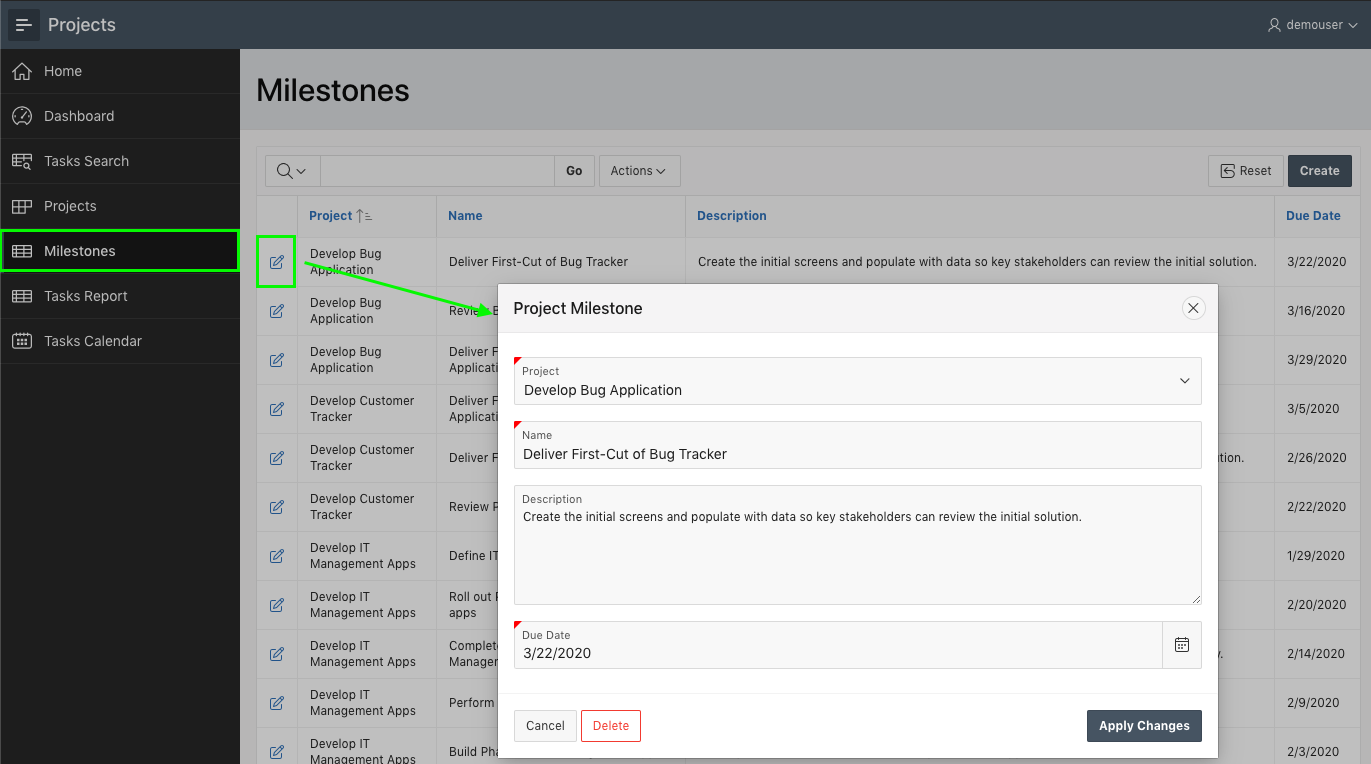 Projects
demouser
Home
Dashboard
Tasks Search
Projects
Milestones
Tasks Report
Tasks Calendar
Milestones
Go
Actions
Reset
Create
Project
Name
Description
Due Date
Develop Bug
Application
Deliver First-Cut of Bug Tracker
Create the initial screens and populate with data so key stakeholders can review the initial solution.
3/22/2020
Develop Bug
Application
3/16/2020
Develop Bug
Application
Deliver
3/29/2020
Develop Customer
Tracker
Deliver
3/5/2020
Develop Customer
Tracker
Deliver
2/26/2020
Develop Customer
Tracker
Review
2/22/2020
Develop IT
Management Apps
Define IT
1/29/2020
Develop IT
Management Apps
Roll out
apps
2/20/2020
Develop IT
Management Apps
2/14/2020
Develop IT
Management Apps
Perform
2/9/2020
Develop IT
Management Apps
Build
2/3/2020
Project Milestone
Project
Develop Bug Application
Name
Deliver First-Cut of Bug Tracker
Description
Create the initial screens and populate with data so key stakeholders can review the initial solution.
Due Date
3/22/2020
Cancel
Delete
Apply Changes